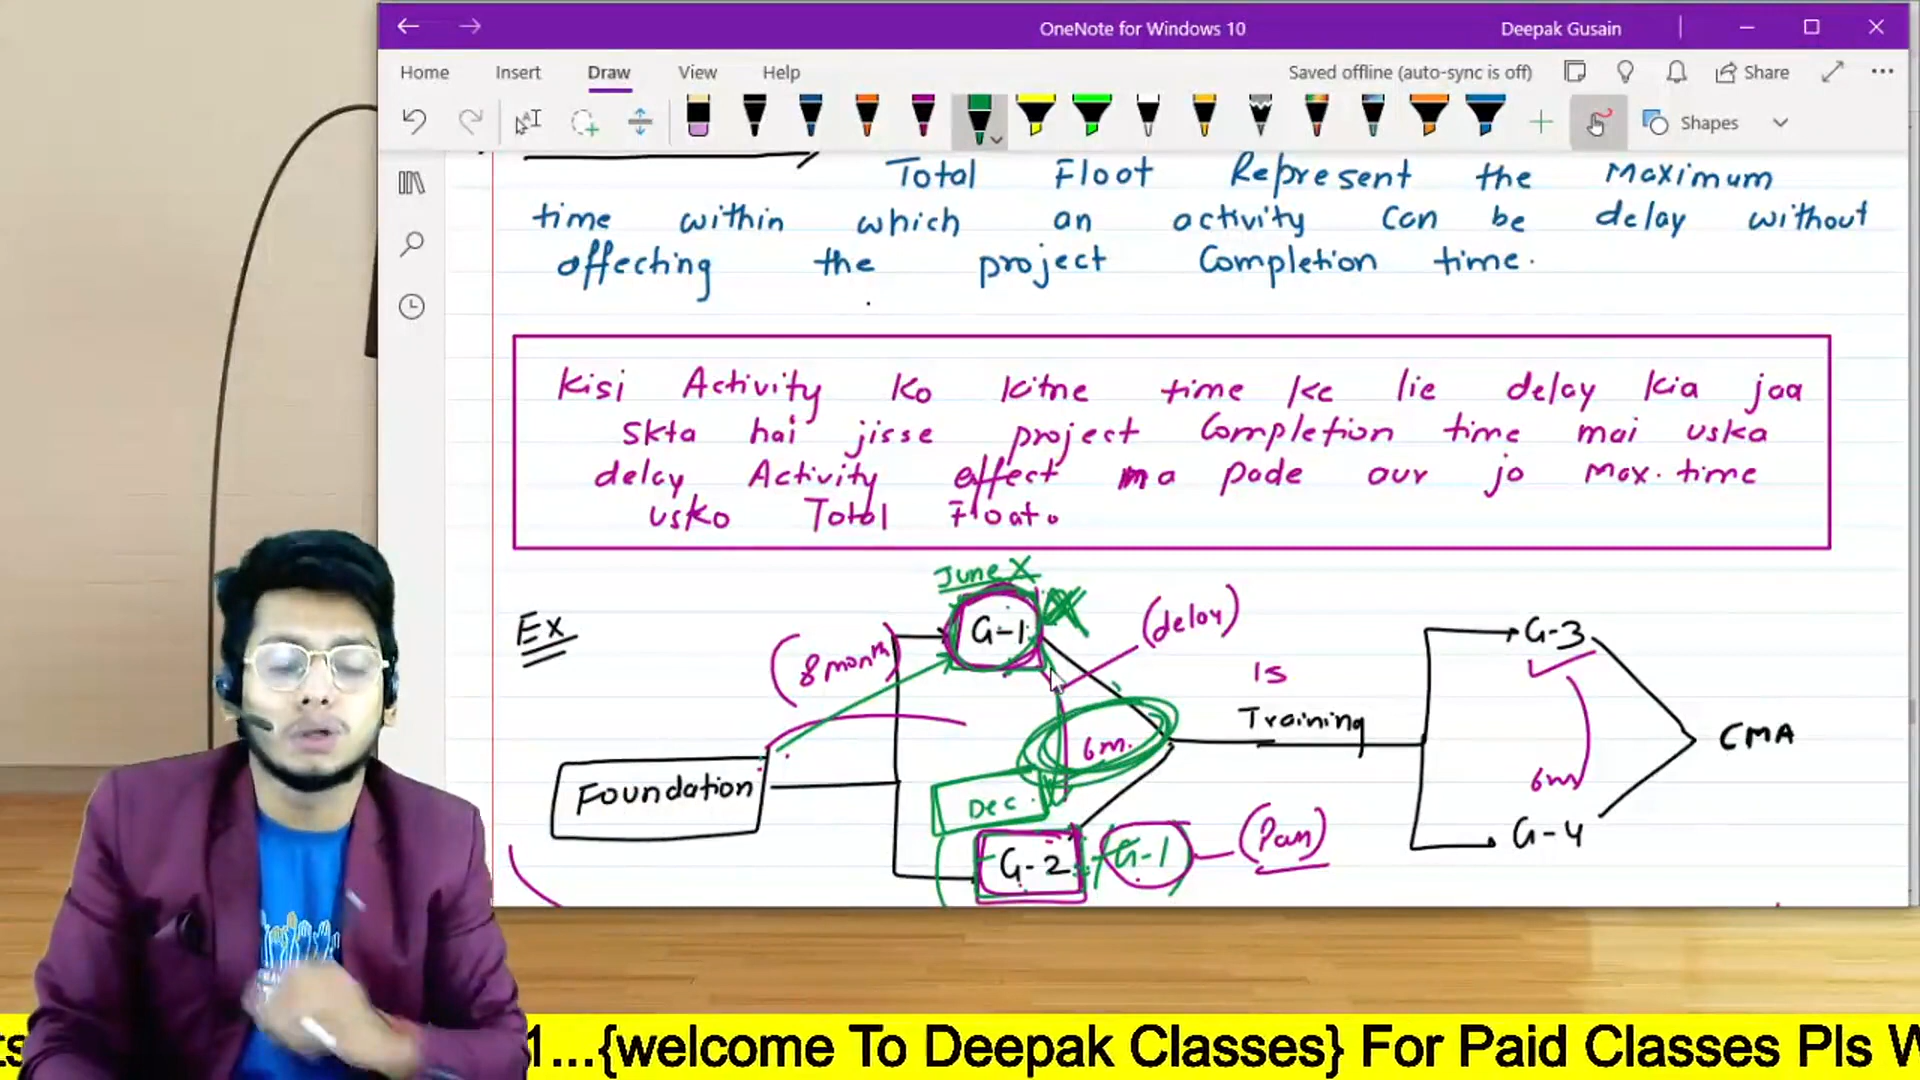 OneNote for Windows 10
Deepak Gusain
Home Insert Draw View Help
Saved offline (auto-sync is off)
Share
Shapes
Total Float Represent the Maximum
time within which an activity can be delay without
affecting the project Completion time.
Kisi Activity Ko Kitne time ke lie delay kia jaa
skta hai jisse project Completion time mai uska
delay Activity effect na pade aur jo Max. time
usko Total Float.
June X
Ex
G-1
(8 month)
(delay)
Is
Training
G-3
6m.
CMA
6m
Foundation
Dec.
G-2
+ G-1
G-4
1...{welcome To Deepak Classes} For Paid Classes Pls W